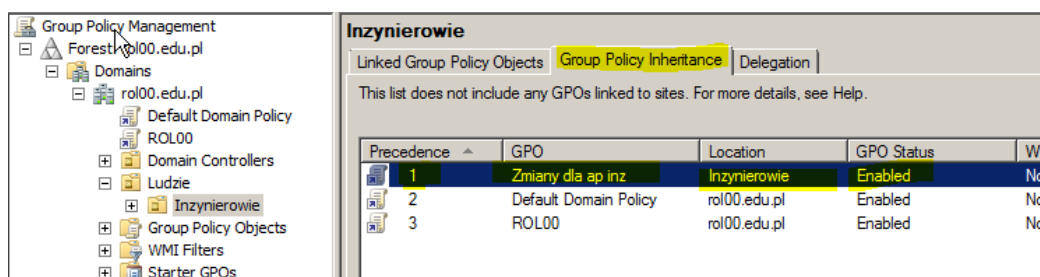 Group Policy Management
Forest: rol00.edu.pl
Domains
rol00.edu.pl
Default Domain Policy
ROL00
Domain Controllers
Ludzie
Inzynierowie
Group Policy Objects
WMI Filters
Starter GPOs
Inzynierowie
Linked Group Policy Objects Group Policy Inheritance Delegation
This list does not include any GPOs linked to sites. For more details, see Help.
Precedence GPO Location GPO Status W
1 Zmiany dla ap inz Inzynierowie Enabled No
2 Default Domain Policy rol00.edu.pl Enabled No
3 ROL00 rol00.edu.pl Enabled No